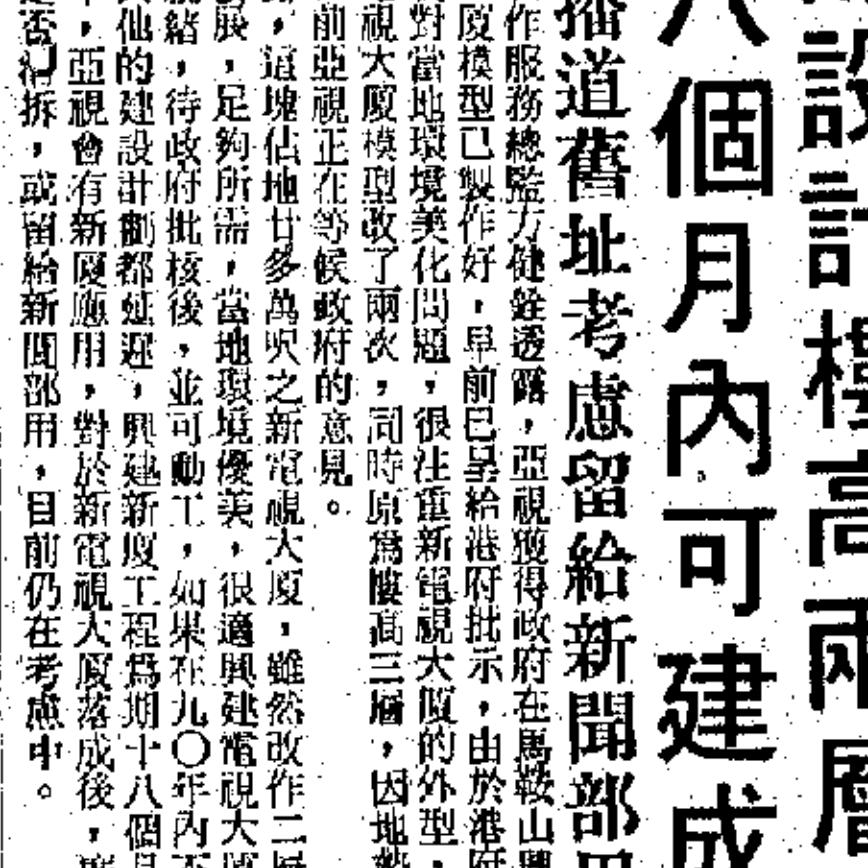 設計樓高兩層
八個月內可建成
播道舊址考慮留給新聞部用
作服務總監方健銓透露，亞視獲得政府在馬鞍山興
廈模型已製作好，早前已呈給港府批示，由於港府
對當地環境美化問題，很注重新電視大廈的外型，
視大廈模型改了兩次，同時原爲樓高三層，因地
前亞視正在等候政府的意見。
，這塊佔地廿多萬呎之新電視大廈，雖然改作二層
展，足夠所需，當地環境優美，很適興建電視大廈
緒，待政府批核後，並可動工，如果在九〇年內
他的建設計劃都延遲，興建新廈工程爲期十八個月
，亞視會有新廈應用，對於新電視大廈落成後，
否清拆，或留給新聞部用，目前仍在考慮中。